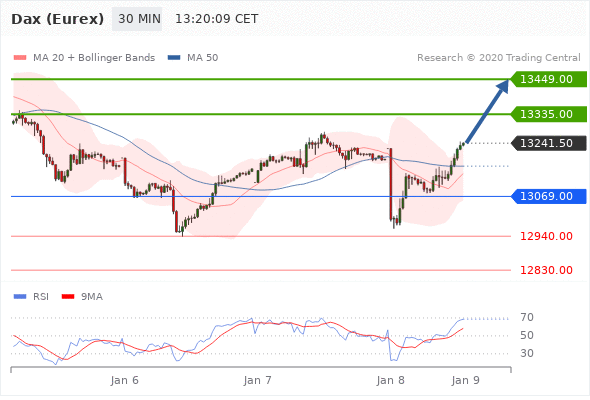 Dax (Eurex) 30 MIN 13:20:09 CET
MA 20 + Bollinger Bands MA 50 Research © 2020 Trading Central
13449.00
13335.00
13241.50
13069.00
12940.00
12830.00
RSI 9MA
70
50
30
Jan 6 Jan 7 Jan 8 Jan 9